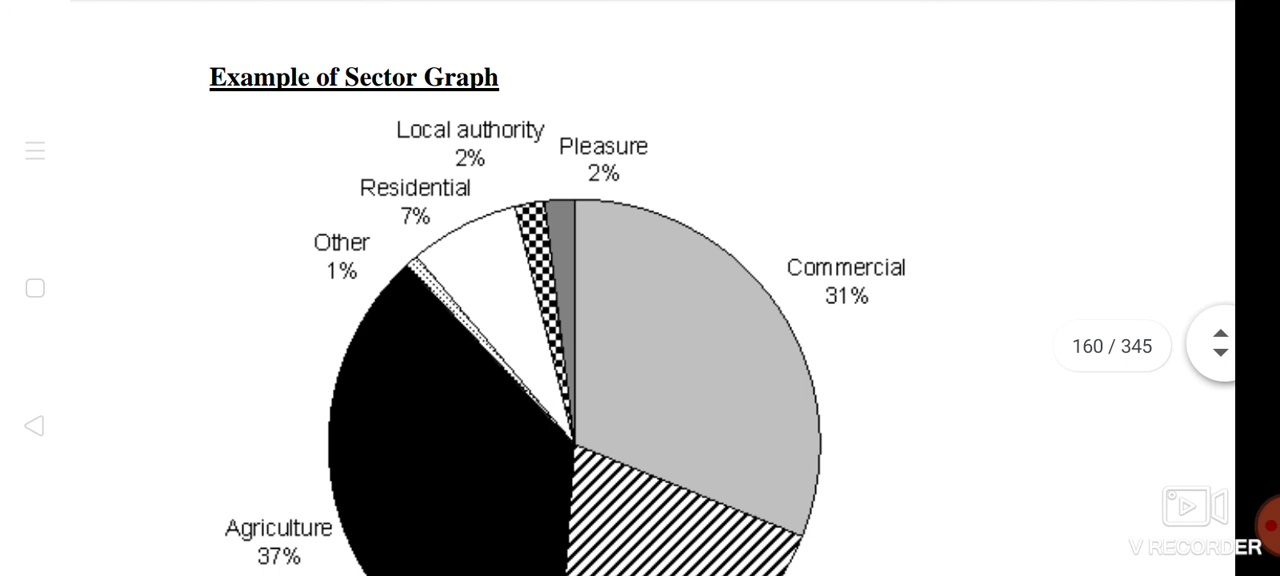 Example of Sector Graph
Local authority
2%
Pleasure
2%
Residential
7%
Other
1%
Commercial
31%
160 / 345
Agriculture
37%
V RECORDER